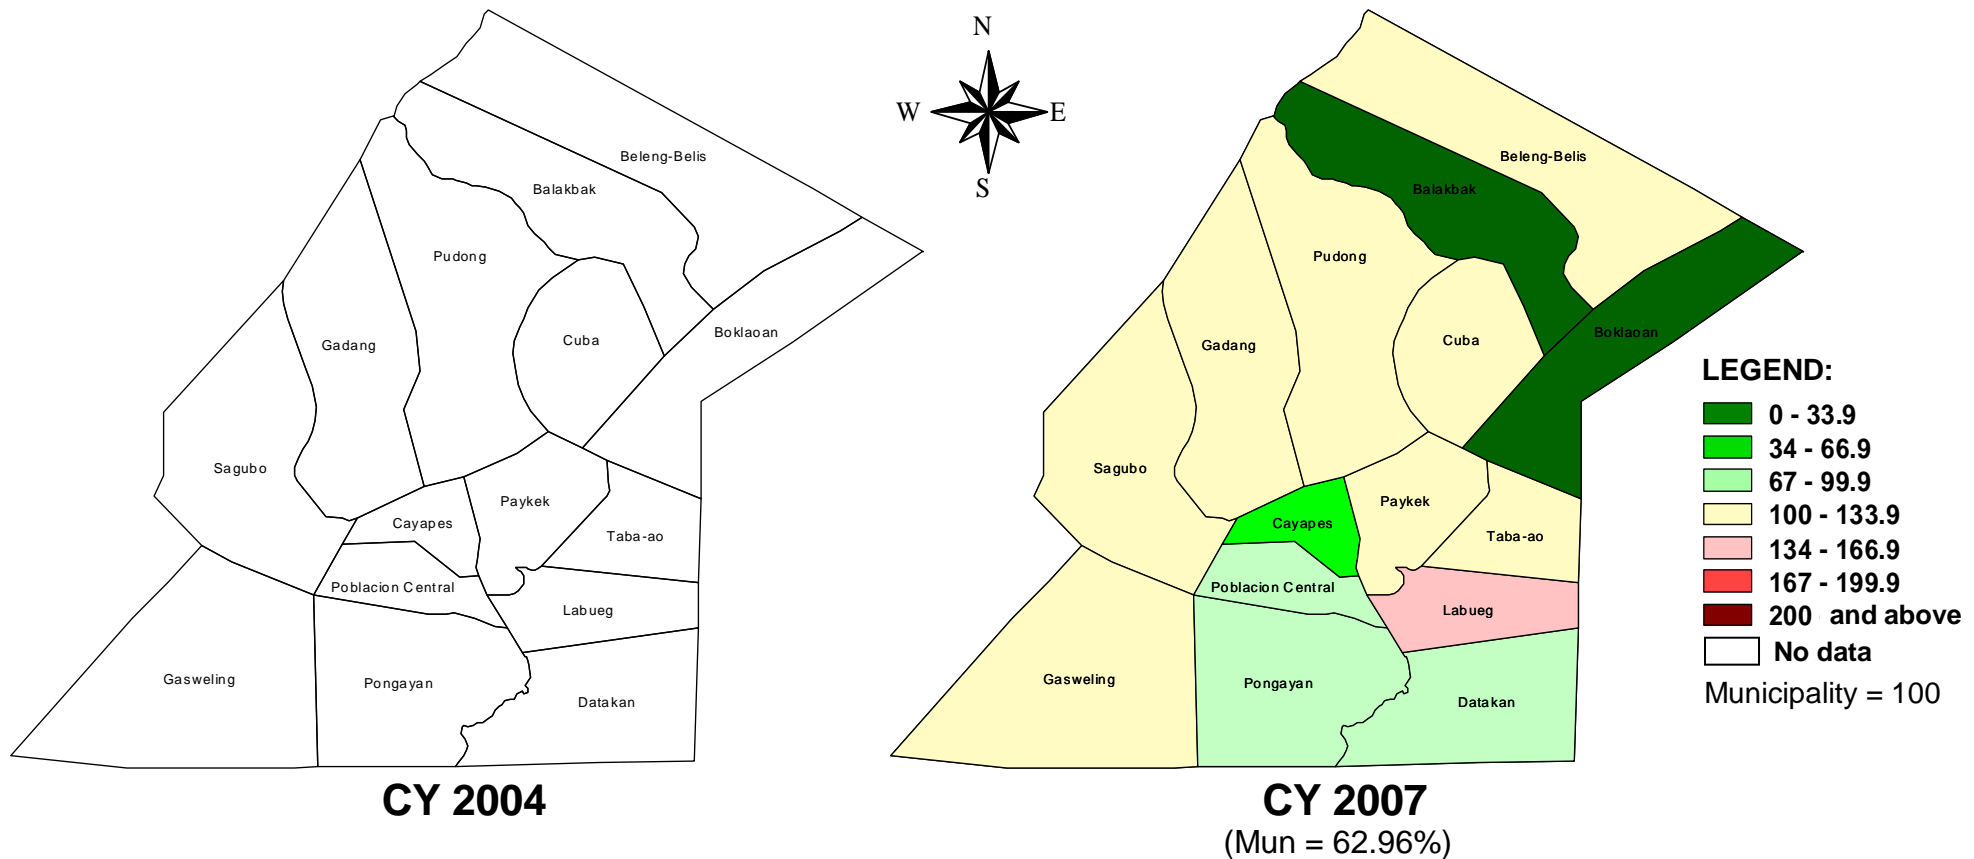 N
W
E
S
Beleng-Belis
Balakbak
Pudong
Boklaoan
Gadang
Cuba
Sagubo
Paykek
Cayapes
Taba-ao
Poblacion Central
Labueg
Gasweling
Pongayan
Datakan
CY 2004
Beleng-Belis
Balakbak
Pudong
Boklaoan
Gadang
Cuba
Sagubo
Paykek
Cayapes
Taba-ao
Poblacion Central
Labueg
Gasweling
Pongayan
Datakan
CY 2007
(Mun = 62.96%)
LEGEND:
0 - 33.9
34 - 66.9
67 - 99.9
100 - 133.9
134 - 166.9
167 - 199.9
200 and above
No data
Municipality = 100